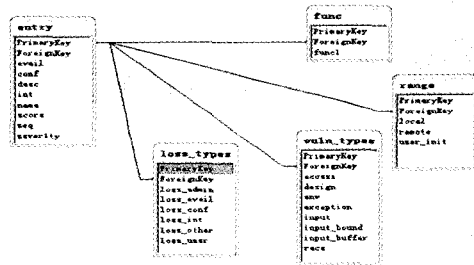 entry
PrimaryKey
ForeignKey
avail
conf
desc
int
name
score
seq
severity
func
PrimaryKey
ForeignKey
func1
range
PrimaryKey
ForeignKey
local
remote
user_init
loss_types
PrimaryKey
ForeignKey
loss_admin
loss_avail
loss_conf
loss_int
loss_other
loss_user
vuln_types
PrimaryKey
ForeignKey
access
design
env
exception
input
input_bound
input_buffer
race